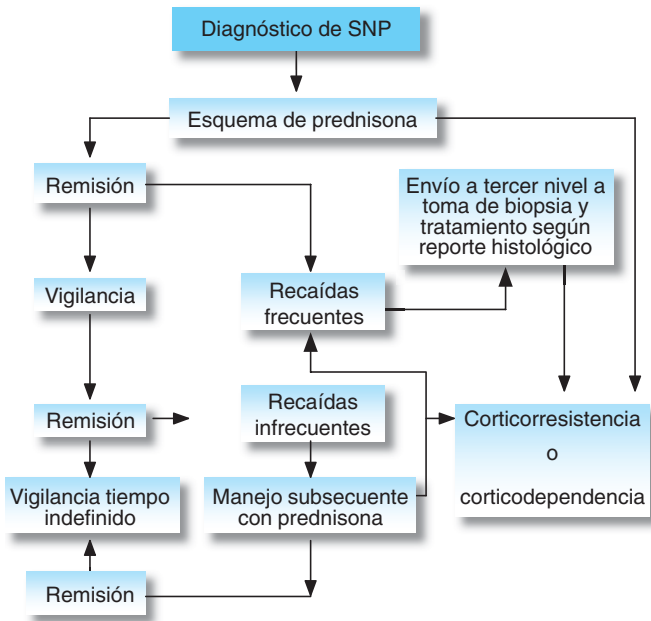 Diagnóstico de SNP
Esquema de prednisona
Remisión
Envío a tercer nivel a
toma de biopsia y
tratamiento según
reporte histológico
Vigilancia
Recaídas
frecuentes
Remisión
Recaídas
infrecuentes
Corticorresistencia
o
corticodependencia
Vigilancia tiempo
indefinido
Manejo subsecuente
con prednisona
Remisión